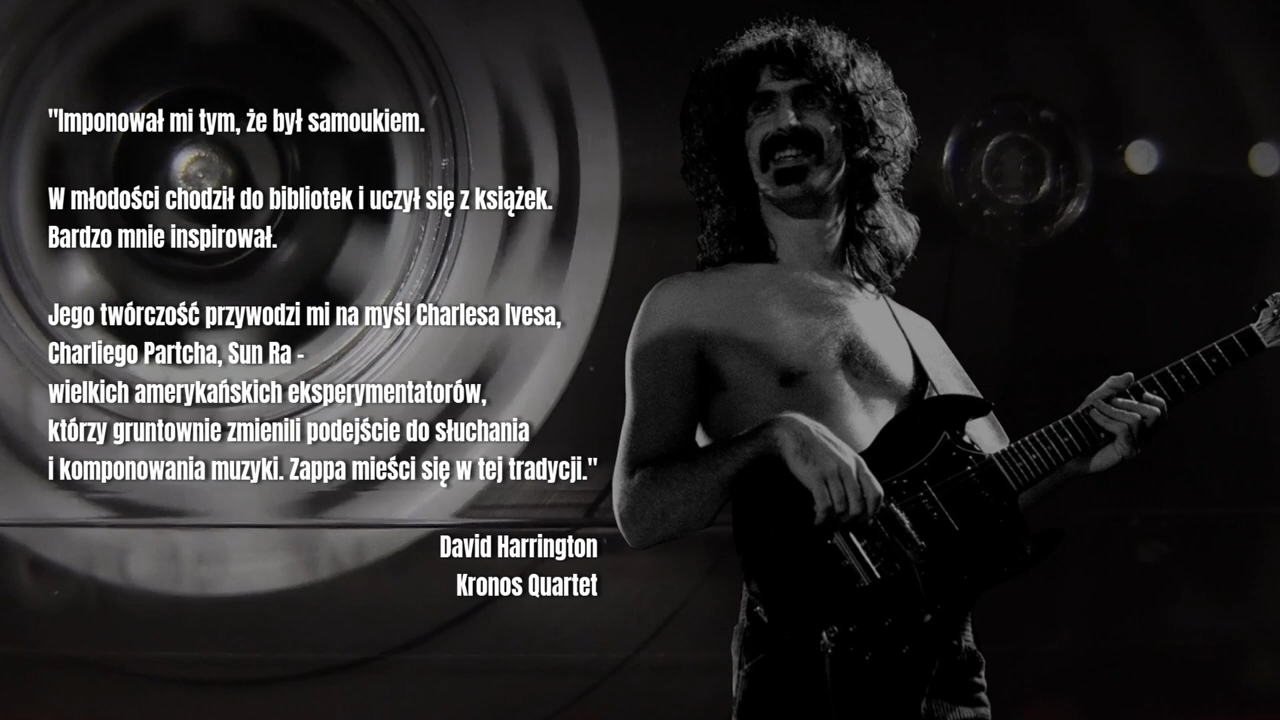 "Imponował mi tym, że był samoukiem.
W młodości chodził do bibliotek i uczył się z książek.
Bardzo mnie inspirował.
Jego twórczość przywodzi mi na myśl Charlesa Ivesa,
Charliego Partcha, Sun Ra -
wielkich amerykańskich eksperymentatorów,
którzy gruntownie zmienili podejście do słuchania
i komponowania muzyki. Zappa mieści się w tej tradycji."
David Harrington
Kronos Quartet